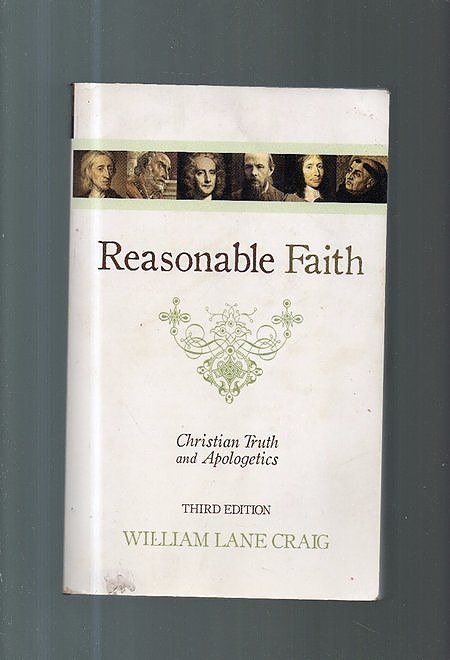 Reasonable Faith
Christian Truth
and Apologetics
THIRD EDITION
WILLIAM LANE CRAIG